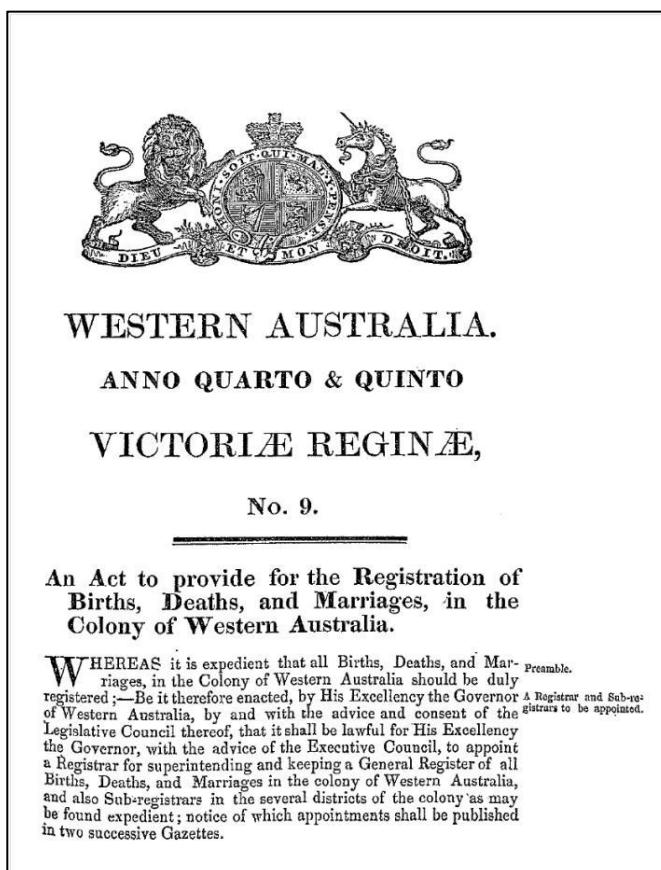 HONI · SOIT · QUI · MAL · Y · PENSE
DIEU ET MON DROIT.
WESTERN AUSTRALIA.
ANNO QUARTO & QUINTO
VICTORIÆ REGINÆ,
No. 9.
An Act to provide for the Registration of
Births, Deaths, and Marriages, in the
Colony of Western Australia.
WHEREAS it is expedient that all Births, Deaths, and Mar-
riages, in the Colony of Western Australia should be duly
registered;—Be it therefore enacted, by His Excellency the Governor
of Western Australia, by and with the advice and consent of the
Legislative Council thereof, that it shall be lawful for His Excellency
the Governor, with the advice of the Executive Council, to appoint
a Registrar for superintending and keeping a General Register of all
Births, Deaths, and Marriages in the colony of Western Australia,
and also Sub-registrars in the several districts of the colony as may
be found expedient; notice of which appointments shall be published
in two successive Gazettes.
Preamble.
A Registrar and Sub-re-
gistrars to be appointed.